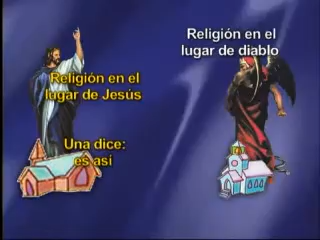 Religión en el
lugar de Jesús
Una dice:
es así
Religión en el
lugar de diablo